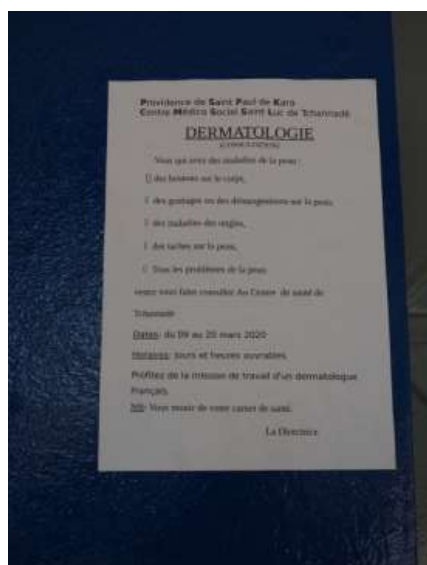 Providence de Saint Paul de Kara
Centre Médico Social Saint Luc de Tchannadé
DERMATOLOGIE
(CONSULTATION)
Vous qui avez des maladies de la peau :
des boutons sur le corps,
des grattages ou des démangeaisons sur la peau,
des maladies des ongles,
des taches sur la peau,
Tous les problèmes de la peau
venez vous faire consulter Au Centre de santé de
Tchannadé
Dates: du 09 au 20 mars 2020
Horaires: Jours et heures ouvrables.
Profitez de la mission de travail d'un dermatologue
Français.
NB: Vous munir de votre carnet de santé.
La Directrice